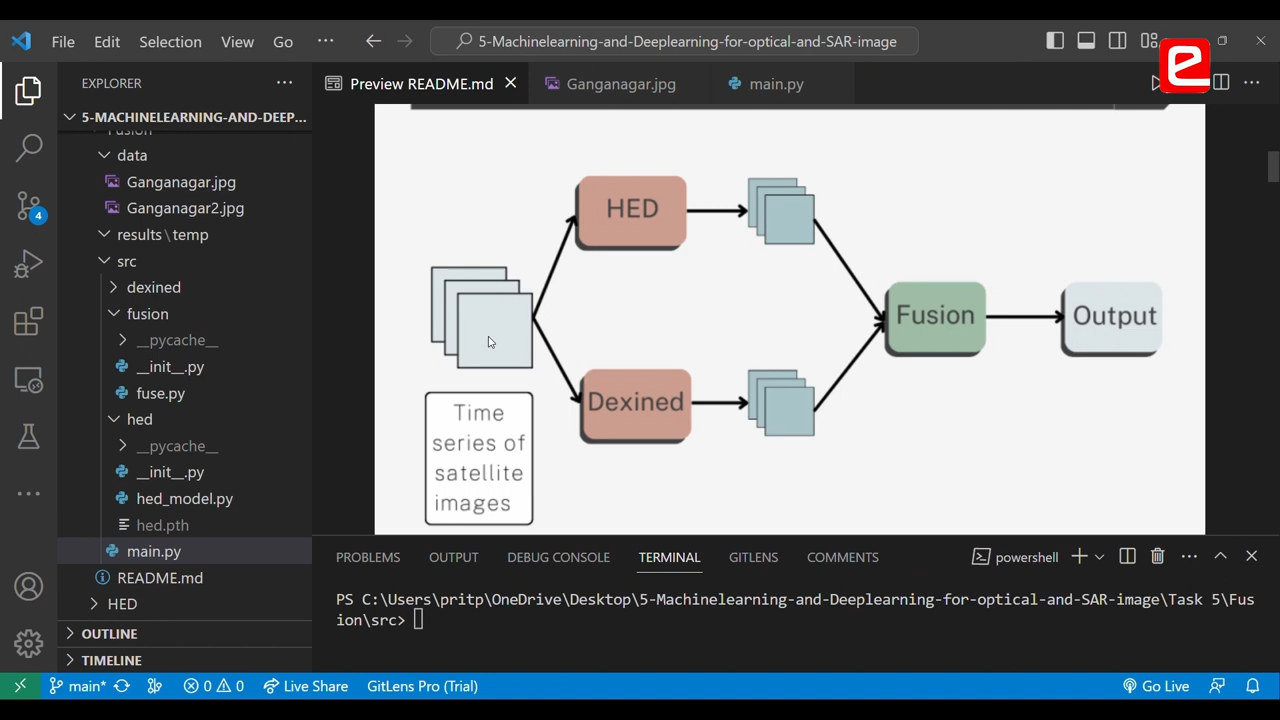 File Edit Selection View Go ··· 5-Machinelearning-and-Deeplearning-for-optical-and-SAR-image
EXPLORER ···
Preview README.md
Ganganagar.jpg
main.py
5-MACHINELEARNING-AND-DEEP...
Fusion
data
Ganganagar.jpg
Ganganagar2.jpg
results\temp
src
dexined
fusion
__pycache__
__init__.py
fuse.py
hed
__pycache__
__init__.py
hed_model.py
hed.pth
main.py
README.md
HED
OUTLINE
TIMELINE
4
HED
Dexined
Fusion
Output
Time
series of
satellite
images
PROBLEMS OUTPUT DEBUG CONSOLE TERMINAL GITLENS COMMENTS powershell
PS C:\Users\pritp\OneDrive\Desktop\5-Machinelearning-and-Deeplearning-for-optical-and-SAR-image\Task 5\Fus
ion\src>
main* 0 0 Live Share GitLens Pro (Trial) Go Live